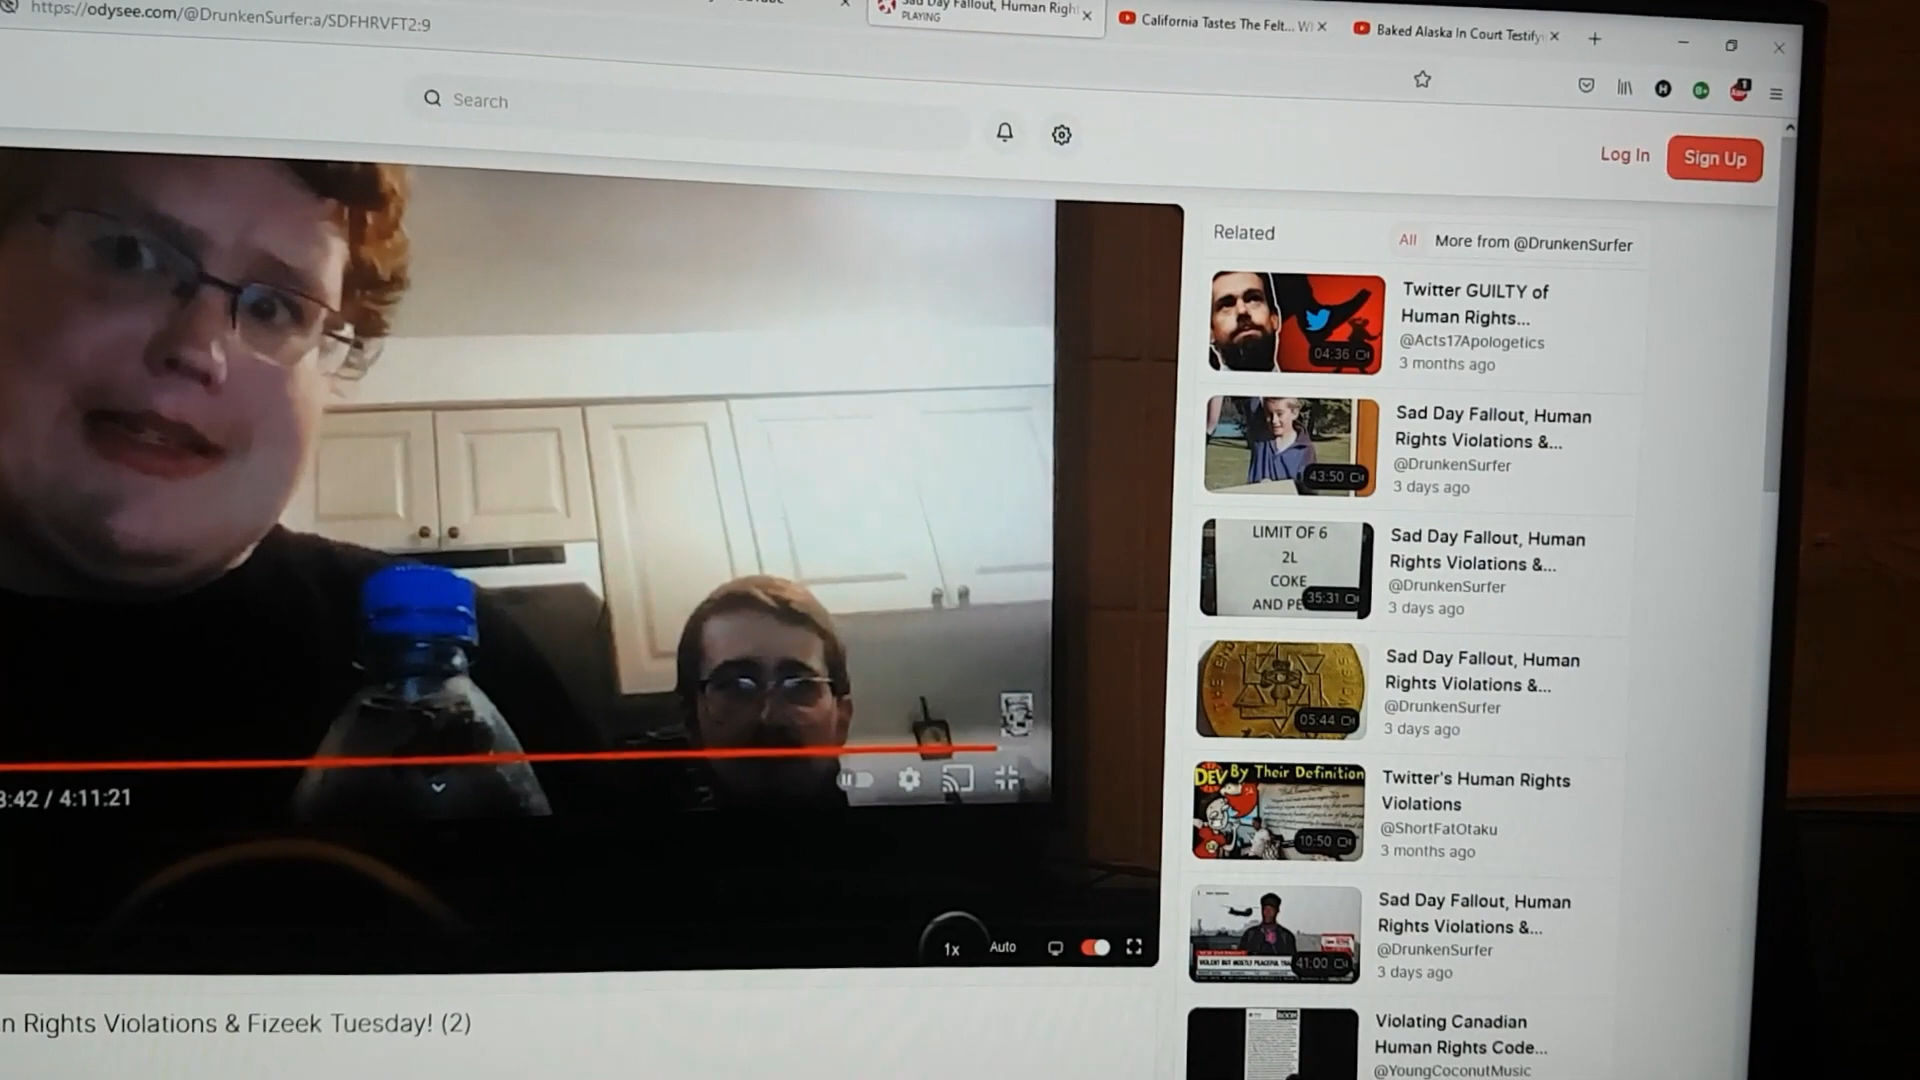 https://odysee.com/@DrunkenSurfer:a/SDFHRVFT2:9
Sad Day Fallout, Human Righ
PLAYING
California Tastes The Felt... Wi
Baked Alaska In Court Testify
Search
Log In
Sign Up
Related
All
More from @DrunkenSurfer
Twitter GUILTY of
Human Rights...
@Acts17Apologetics
3 months ago
04:36
Sad Day Fallout, Human
Rights Violations &...
@DrunkenSurfer
3 days ago
43:50
LIMIT OF 6
2L
COKE
AND PE
35:31
Sad Day Fallout, Human
Rights Violations &...
@DrunkenSurfer
3 days ago
05:44
Sad Day Fallout, Human
Rights Violations &...
@DrunkenSurfer
3 days ago
DEV By Their Definition
10:50
Twitter's Human Rights
Violations
@ShortFatOtaku
3 months ago
VIOLENT BUT MOSTLY PEACEFUL
41:00
Sad Day Fallout, Human
Rights Violations &...
@DrunkenSurfer
3 days ago
Violating Canadian
Human Rights Code...
@YoungCoconutMusic
3:42 / 4:11:21
1x
Auto
n Rights Violations & Fizeek Tuesday! (2)